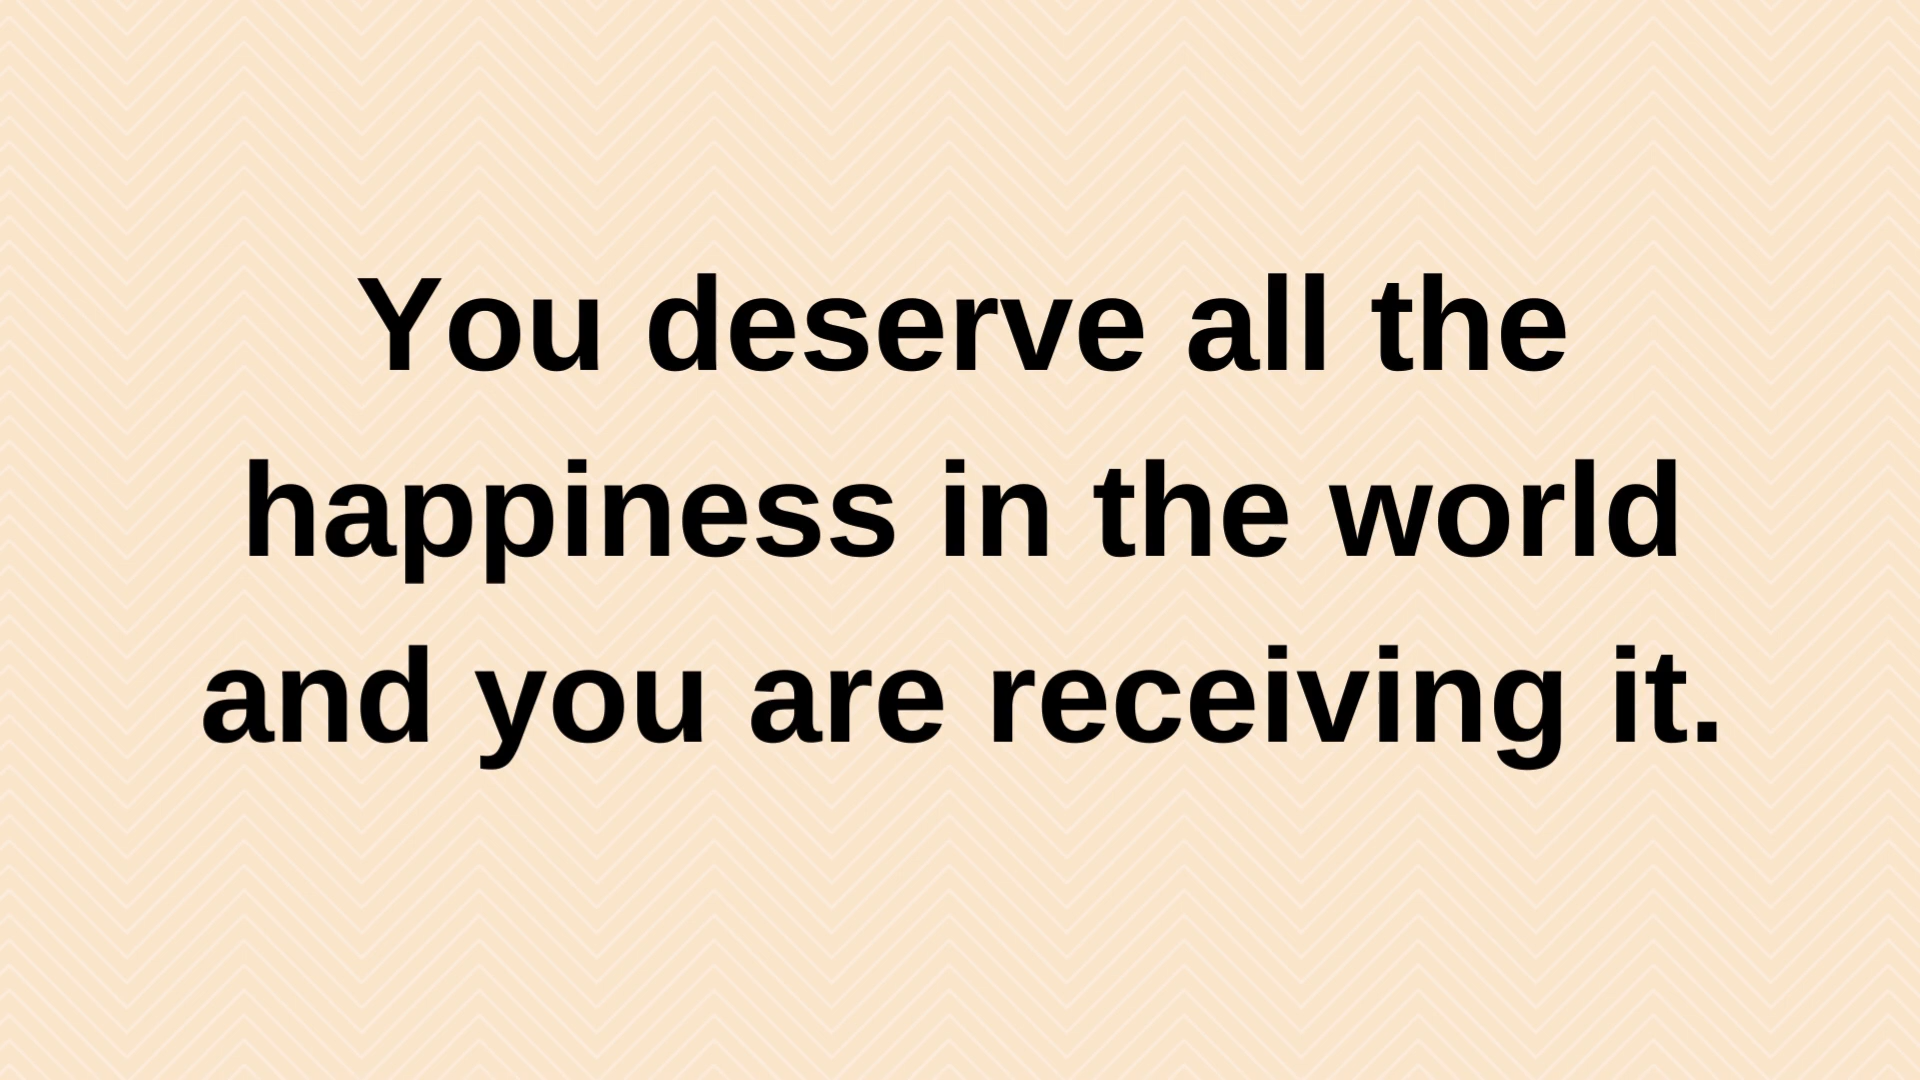 You deserve all the
happiness in the world
and you are receiving it.